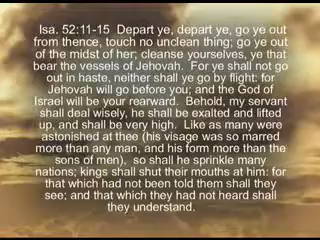 Isa. 52:11-15  Depart ye, depart ye, go ye out
from thence, touch no unclean thing; go ye out
of the midst of her; cleanse yourselves, ye that
bear the vessels of Jehovah.  For ye shall not go
out in haste, neither shall ye go by flight: for
Jehovah will go before you; and the God of
Israel will be your rearward.  Behold, my servant
shall deal wisely, he shall be exalted and lifted
up, and shall be very high.  Like as many were
astonished at thee (his visage was so marred
more than any man, and his form more than the
sons of men),  so shall he sprinkle many
nations; kings shall shut their mouths at him: for
that which had not been told them shall they
see; and that which they had not heard shall
they understand.